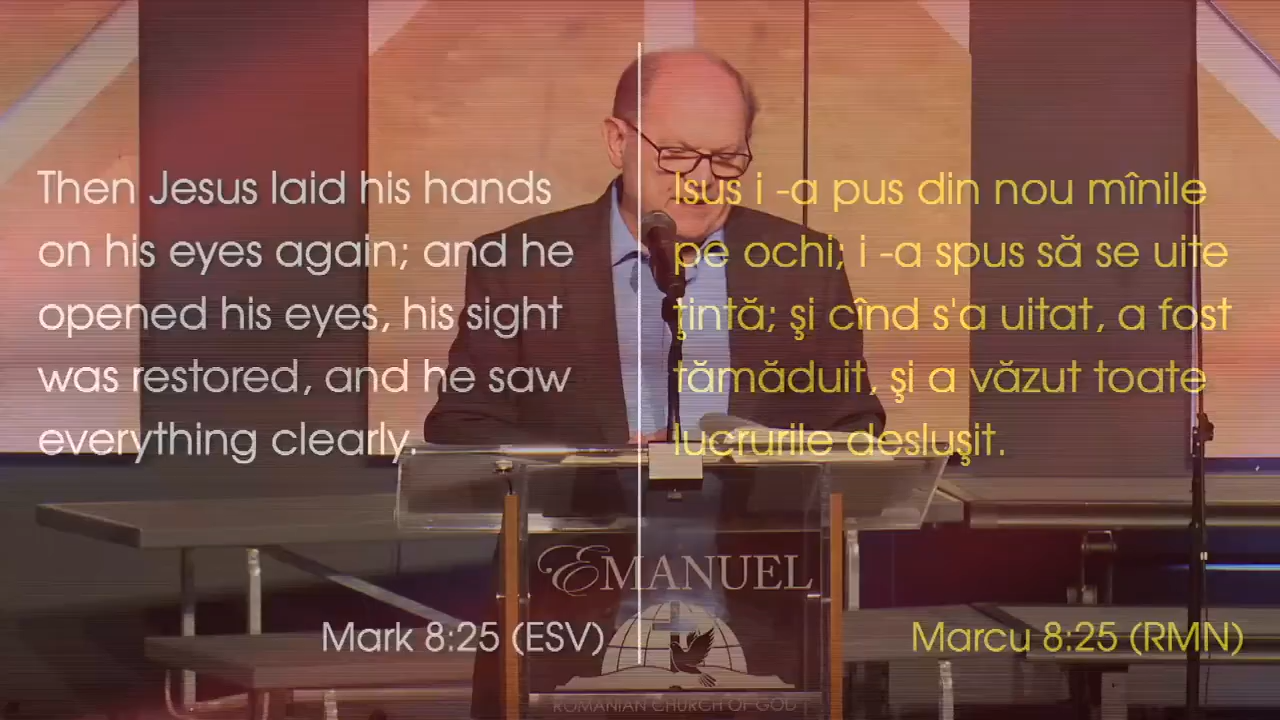 Then Jesus laid his hands
on his eyes again; and he
opened his eyes, his sight
was restored, and he saw
everything clearly.
Mark 8:25 (ESV)
Isus i -a pus din nou mînile
pe ochi; i -a spus să se uite
ţintă; şi cînd s'a uitat, a fost
tămăduit, şi a văzut toate
lucrurile desluşit.
Marcu 8:25 (RMN)
EMANUEL
ROMANIAN CHURCH OF GOD